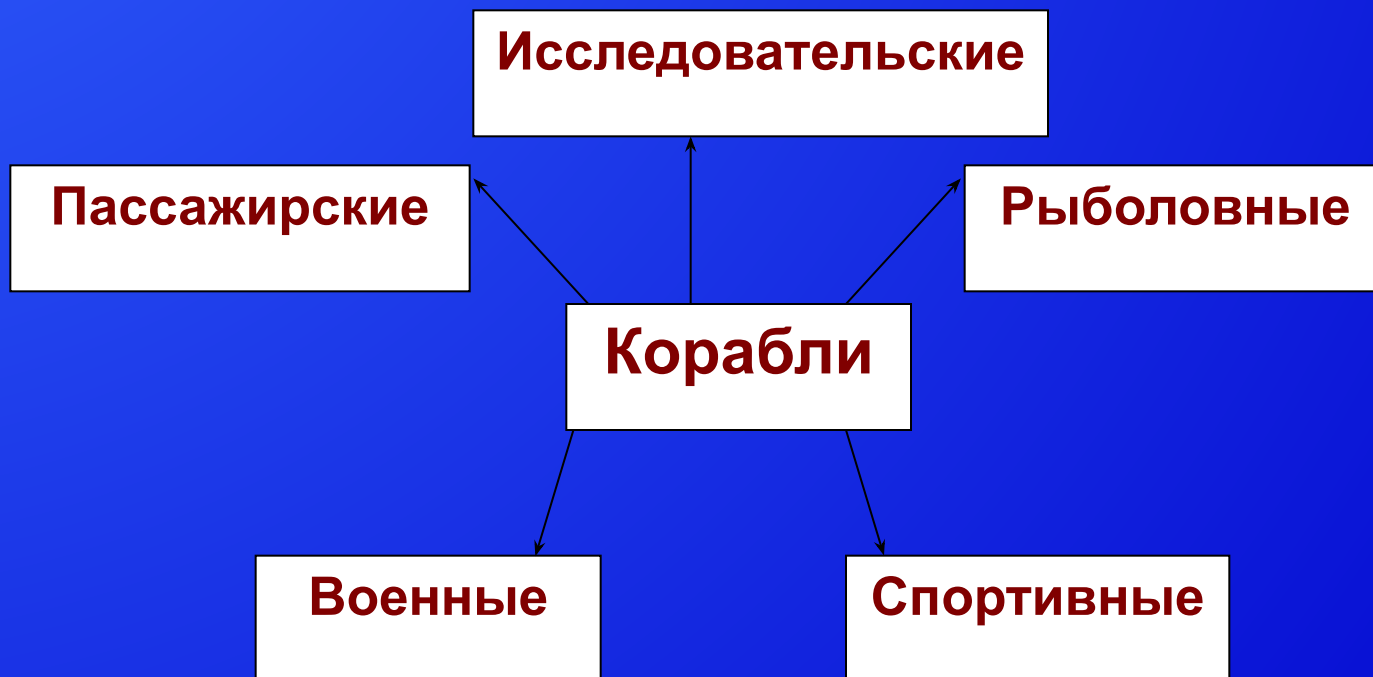 Исследовательские
Пассажирские
Рыболовные
Корабли
Военные
Спортивные